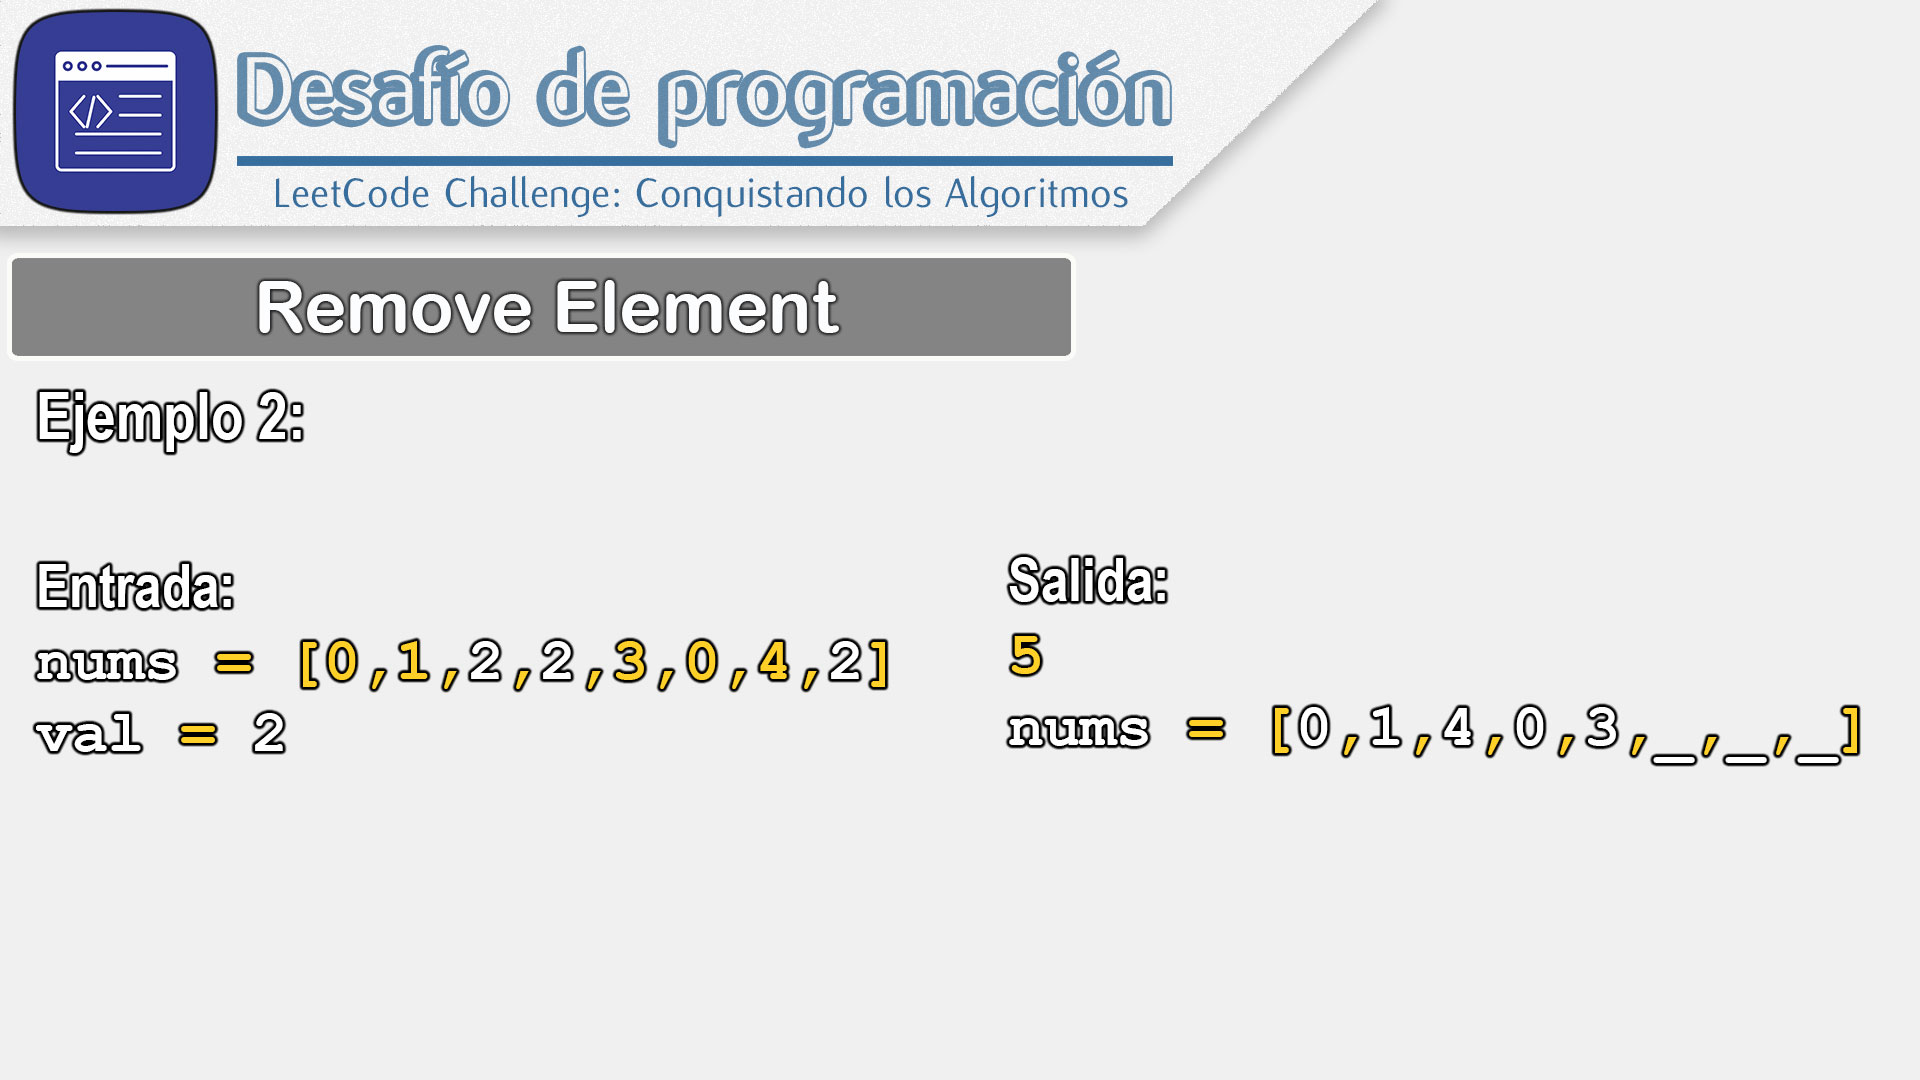 Desafío de programación
LeetCode Challenge: Conquistando los Algoritmos
Remove Element
Ejemplo 2:
Entrada:
nums = [0,1,2,2,3,0,4,2]
val = 2
Salida:
5
nums = [0,1,4,0,3,_,_,_]